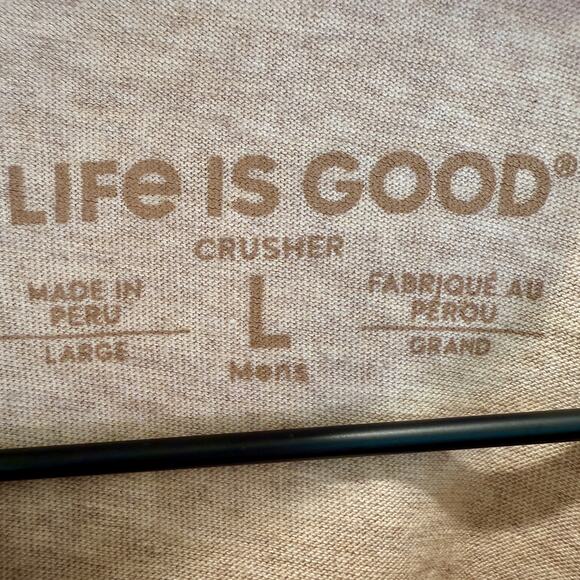 LIFe IS GOOD®
CRUSHER
MADE IN
PERU
LARGE
L
Mens
FABRIQUÉ AU
PÉROU
GRAND